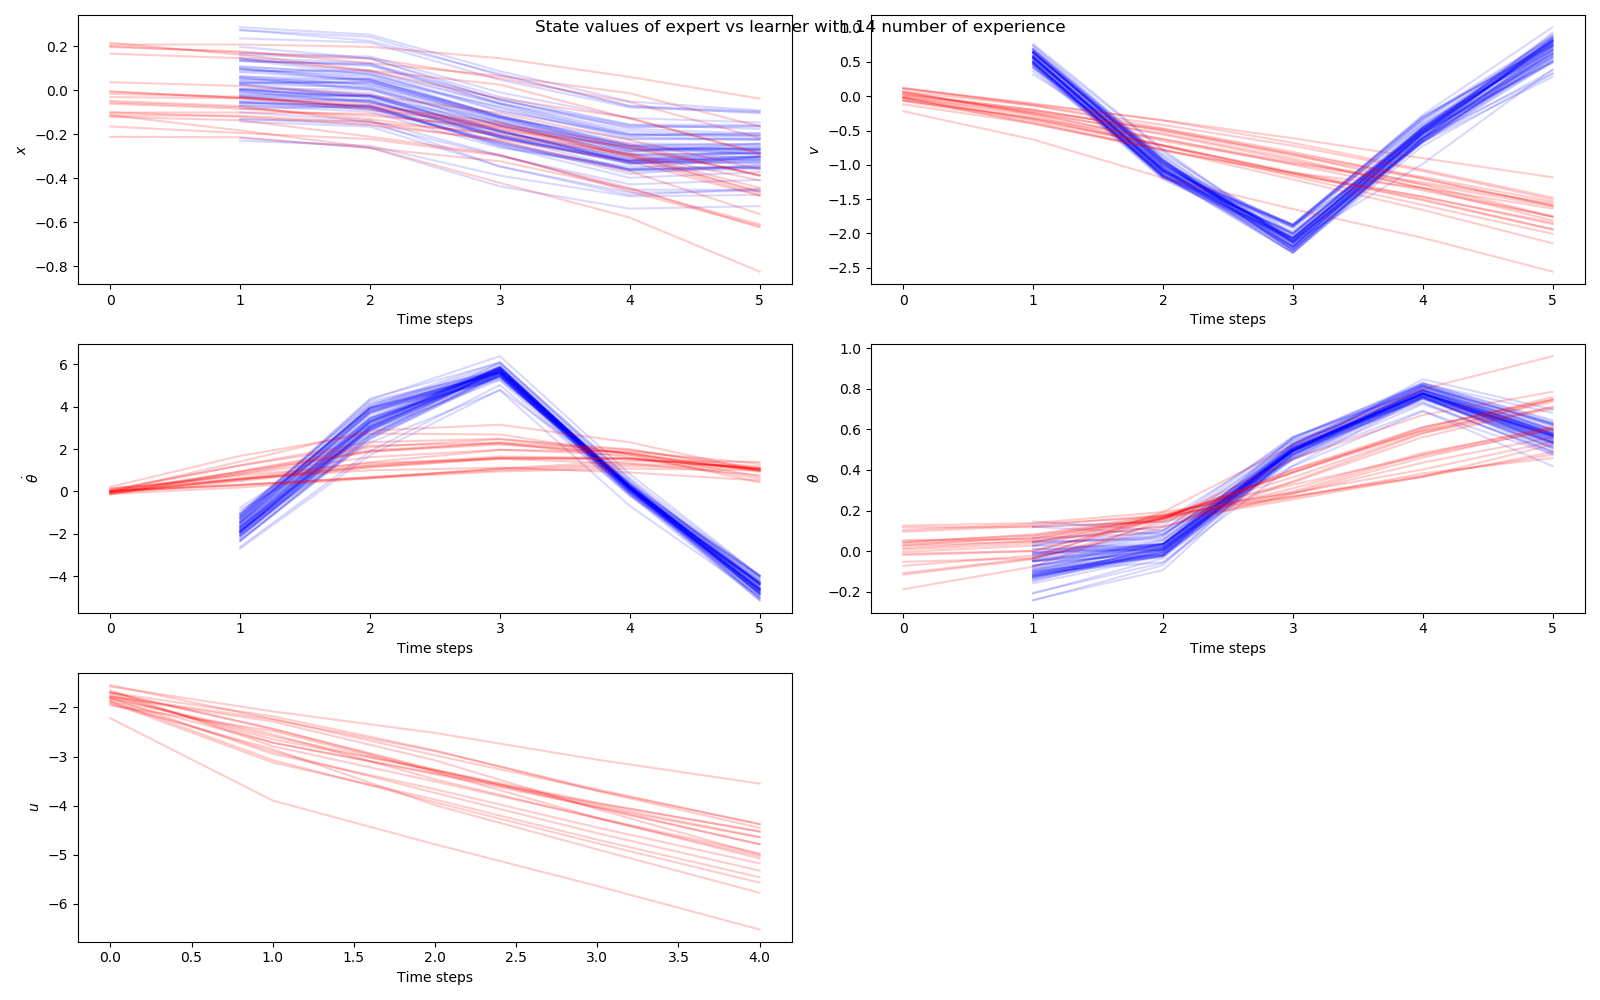 State values of expert vs learner with 14 number of experience
0.2
0.0
−0.2
−0.4
−0.6
−0.8
x
0 1 2 3 4 5
Time steps
1.0
0.5
0.0
−0.5
−1.0
−1.5
−2.0
−2.5
v
0 1 2 3 4 5
Time steps
6
4
2
0
−2
−4
θ̇
0 1 2 3 4 5
Time steps
1.0
0.8
0.6
0.4
0.2
0.0
−0.2
θ
0 1 2 3 4 5
Time steps
−2
−3
−4
−5
−6
u
0.0 0.5 1.0 1.5 2.0 2.5 3.0 3.5 4.0
Time steps